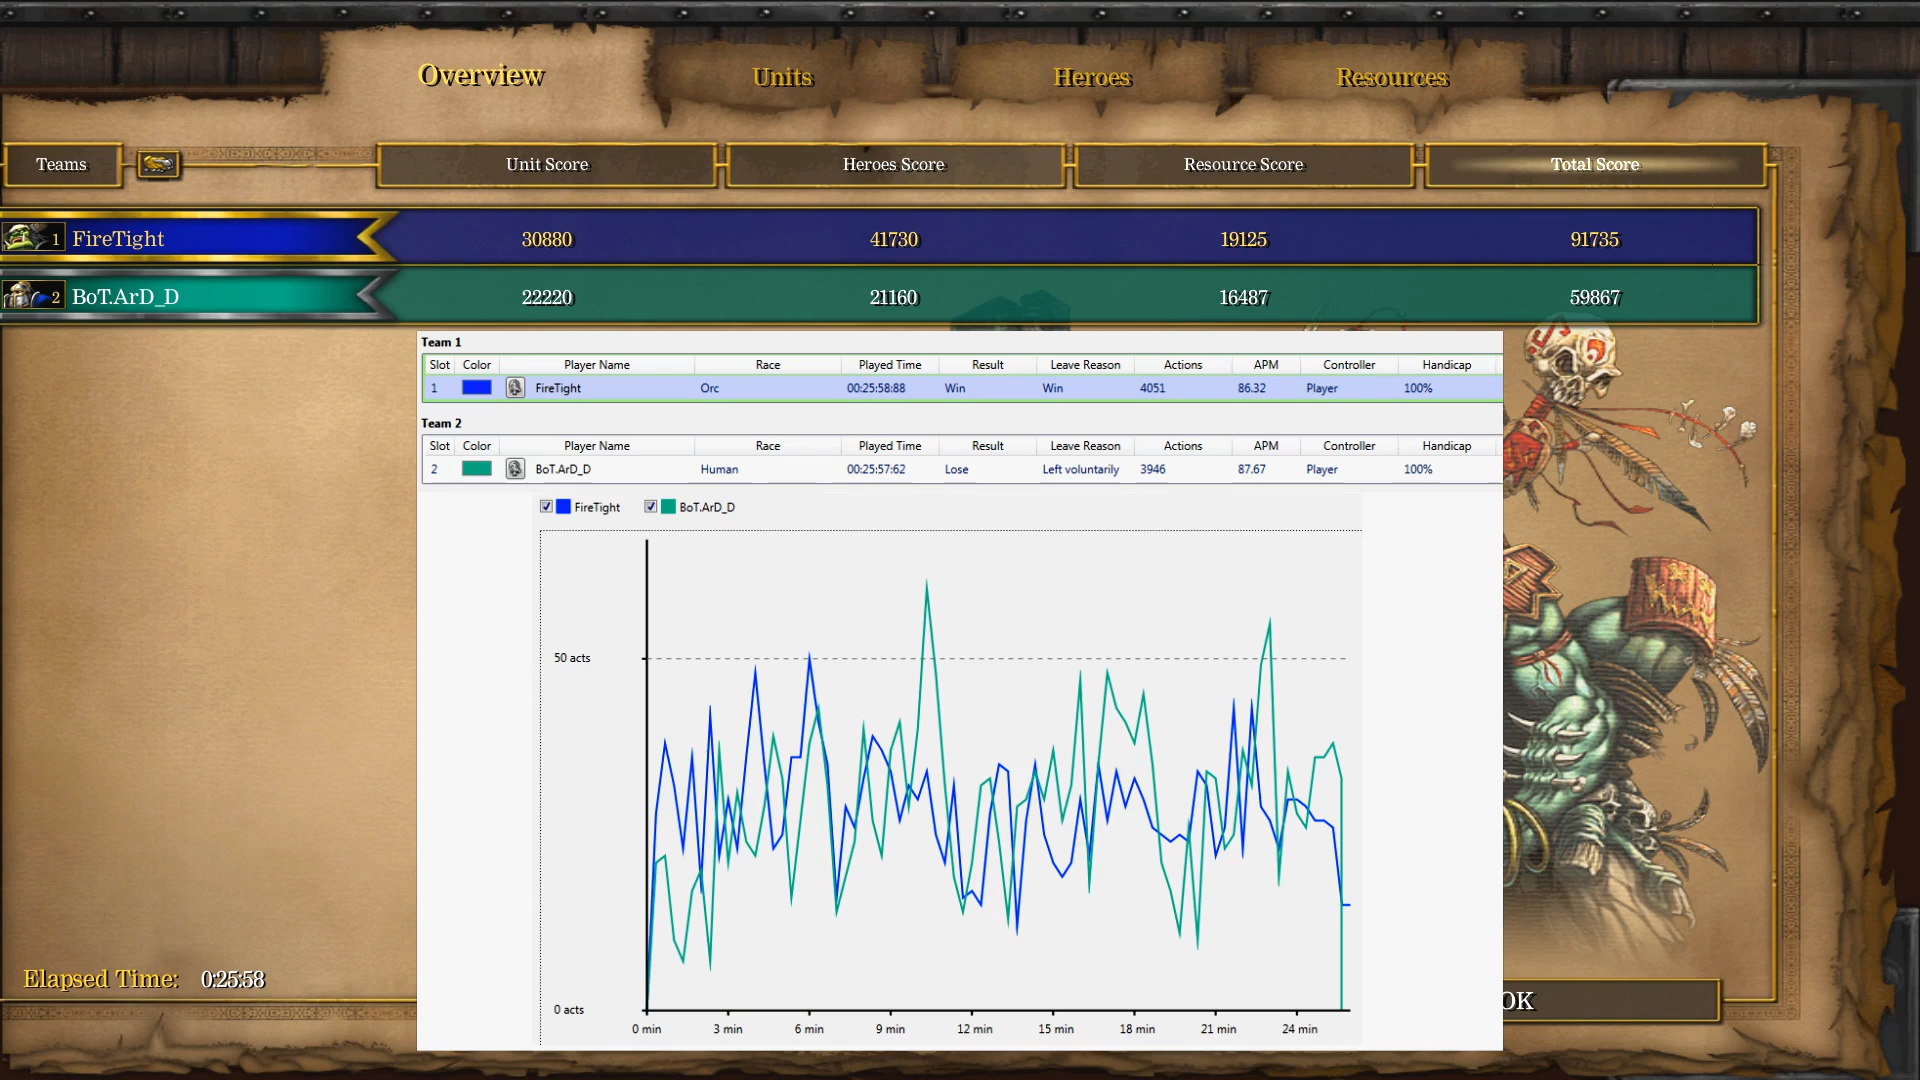 Overview Units Heroes Resources
Teams Unit Score Heroes Score Resource Score Total Score
1 FireTight 30880 41730 19125 91735
2 BoT.ArD_D 22220 21160 16487 59867
Team 1
Slot Color Player Name Race Played Time Result Leave Reason Actions APM Controller Handicap
1 FireTight Orc 00:25:58:88 Win Win 4051 86.32 Player 100%
Team 2
Slot Color Player Name Race Played Time Result Leave Reason Actions APM Controller Handicap
2 BoT.ArD_D Human 00:25:57:62 Lose Left voluntarily 3946 87.67 Player 100%
FireTight BoT.ArD_D
50 acts
0 acts
0 min 3 min 6 min 9 min 12 min 15 min 18 min 21 min 24 min
Elapsed Time: 0:25:58
OK